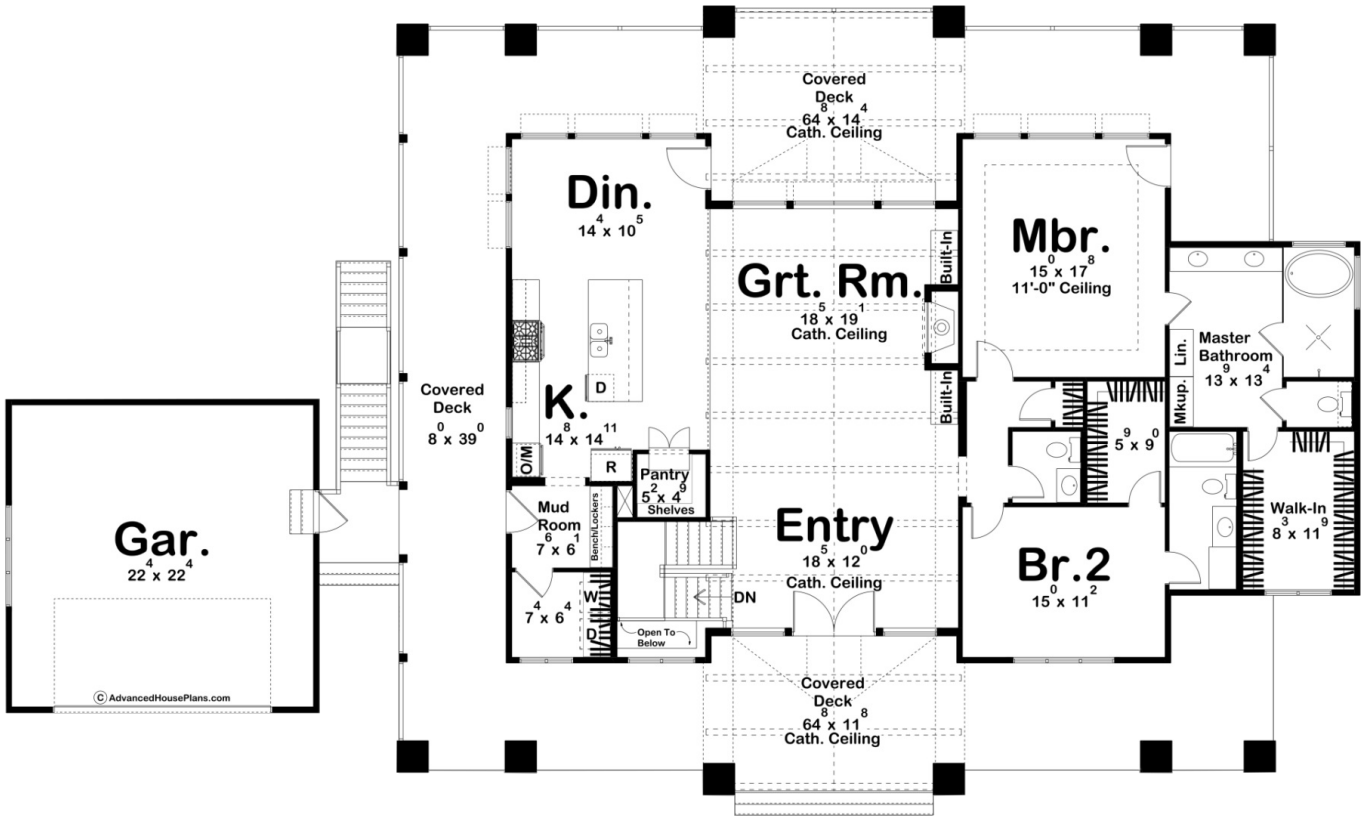 Covered
Deck
64⁸ x 14⁴
Cath. Ceiling
Din.
14⁴ x 10⁵
Grt. Rm.
18⁵ x 19¹
Cath. Ceiling
Built-In
Built-In
Mbr.
15⁰ x 17⁸
11'-0" Ceiling
Master
Bathroom
13⁹ x 13⁴
Lin.
Mkup.
Covered
Deck
8⁰ x 39⁰
D
K.
14⁸ x 14¹¹
O/M
R
Pantry
5² x 4⁹
Shelves
5⁹ x 9⁰
Mud
Room
7⁶ x 6¹
Bench/Lockers
Entry
18⁵ x 12⁰
Cath. Ceiling
Walk-In
8³ x 11⁹
Gar.
22⁴ x 22⁴
Br.2
15⁰ x 11²
7⁴ x 6⁴
W
D
DN
Open To
Below
Covered
Deck
64⁸ x 11⁸
Cath. Ceiling
© AdvancedHousePlans.com